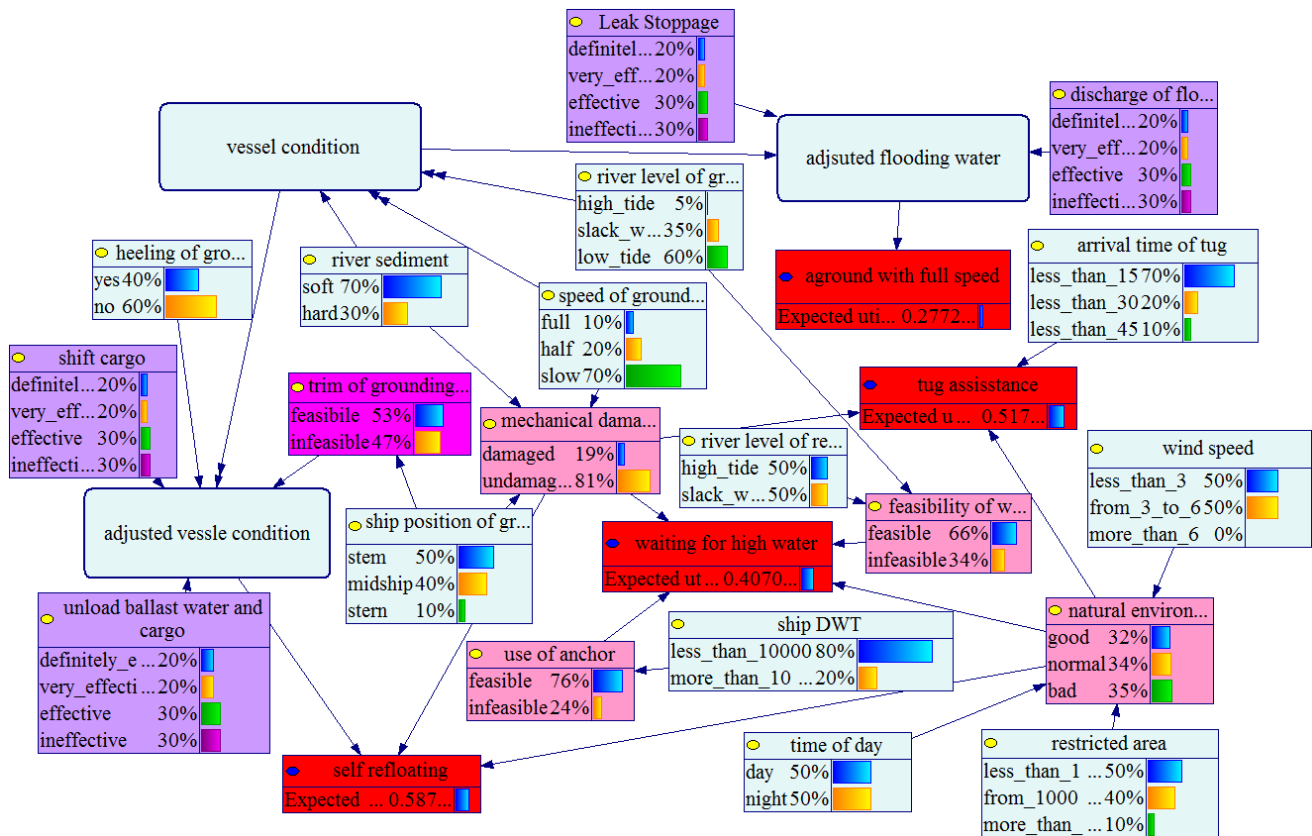 Leak Stoppage
definitel... 20%
very_eff ... 20%
effective 30%
ineffecti... 30%
discharge of flo...
definitel... 20%
very_eff ... 20%
effective 30%
ineffecti... 30%
vessel condition
adjsuted flooding water
river level of gr...
high_tide 5%
slack_w ... 35%
low_tide 60%
heeling of gro...
yes 40%
no 60%
river sediment
soft 70%
hard 30%
arrival time of tug
less_than_15 70%
less_than_30 20%
less_than_45 10%
aground with full speed
Expected uti ... 0.2772...
speed of ground...
full 10%
half 20%
slow 70%
shift cargo
definitel... 20%
very_eff ... 20%
effective 30%
ineffecti... 30%
trim of grounding...
feasibile 53%
infeasible 47%
tug assisstance
Expected u ... 0.517...
mechanical dama...
damaged 19%
undamag... 81%
river level of re...
high_tide 50%
slack_w ... 50%
wind speed
less_than_3 50%
from_3_to_6 50%
more_than_6 0%
adjusted vessle condition
ship position of gr...
stem 50%
midship 40%
stern 10%
feasibility of w...
feasible 66%
infeasible 34%
waiting for high water
Expected ut ... 0.4070...
unload ballast water and
cargo
definitely_e ... 20%
very_effecti ... 20%
effective 30%
ineffective 30%
natural environ...
good 32%
normal 34%
bad 35%
ship DWT
less_than_10000 80%
more_than_10 ... 20%
use of anchor
feasible 76%
infeasible 24%
time of day
day 50%
night 50%
restricted area
less_than_1 ... 50%
from_1000 ... 40%
more_than_ ... 10%
self refloating
Expected ... 0.587...